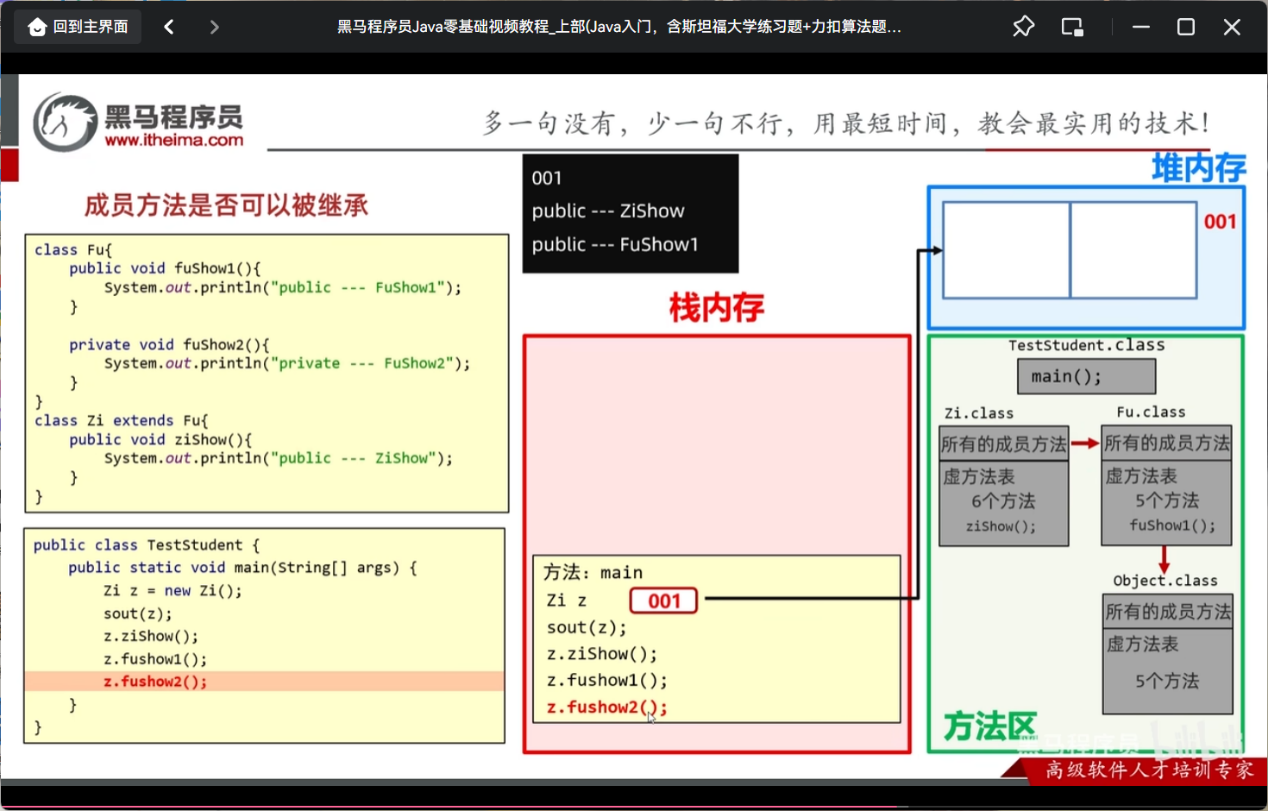 回到主界面
黑马程序员Java零基础视频教程_上部(Java入门，含斯坦福大学练习题+力扣算法题...
黑马程序员
www.itheima.com
多一句没有，少一句不行，用最短时间，教会最实用的技术！
成员方法是否可以被继承
class Fu{
public void fuShow1(){
System.out.println("public --- FuShow1");
}
private void fuShow2(){
System.out.println("private --- FuShow2");
}
}
class Zi extends Fu{
public void ziShow(){
System.out.println("public --- ZiShow");
}
}
public class TestStudent {
public static void main(String[] args) {
Zi z = new Zi();
sout(z);
z.ziShow();
z.fushow1();
z.fushow2();
}
}
001
public --- ZiShow
public --- FuShow1
栈内存
方法：main
Zi z 001
sout(z);
z.ziShow();
z.fushow1();
z.fushow2();
堆内存
001
TestStudent.class
main();
Zi.class
所有的成员方法
虚方法表
6个方法
ziShow();
Fu.class
所有的成员方法
虚方法表
5个方法
fuShow1();
Object.class
所有的成员方法
虚方法表
5个方法
方法区
黑马程序员
高级软件人才培训专家